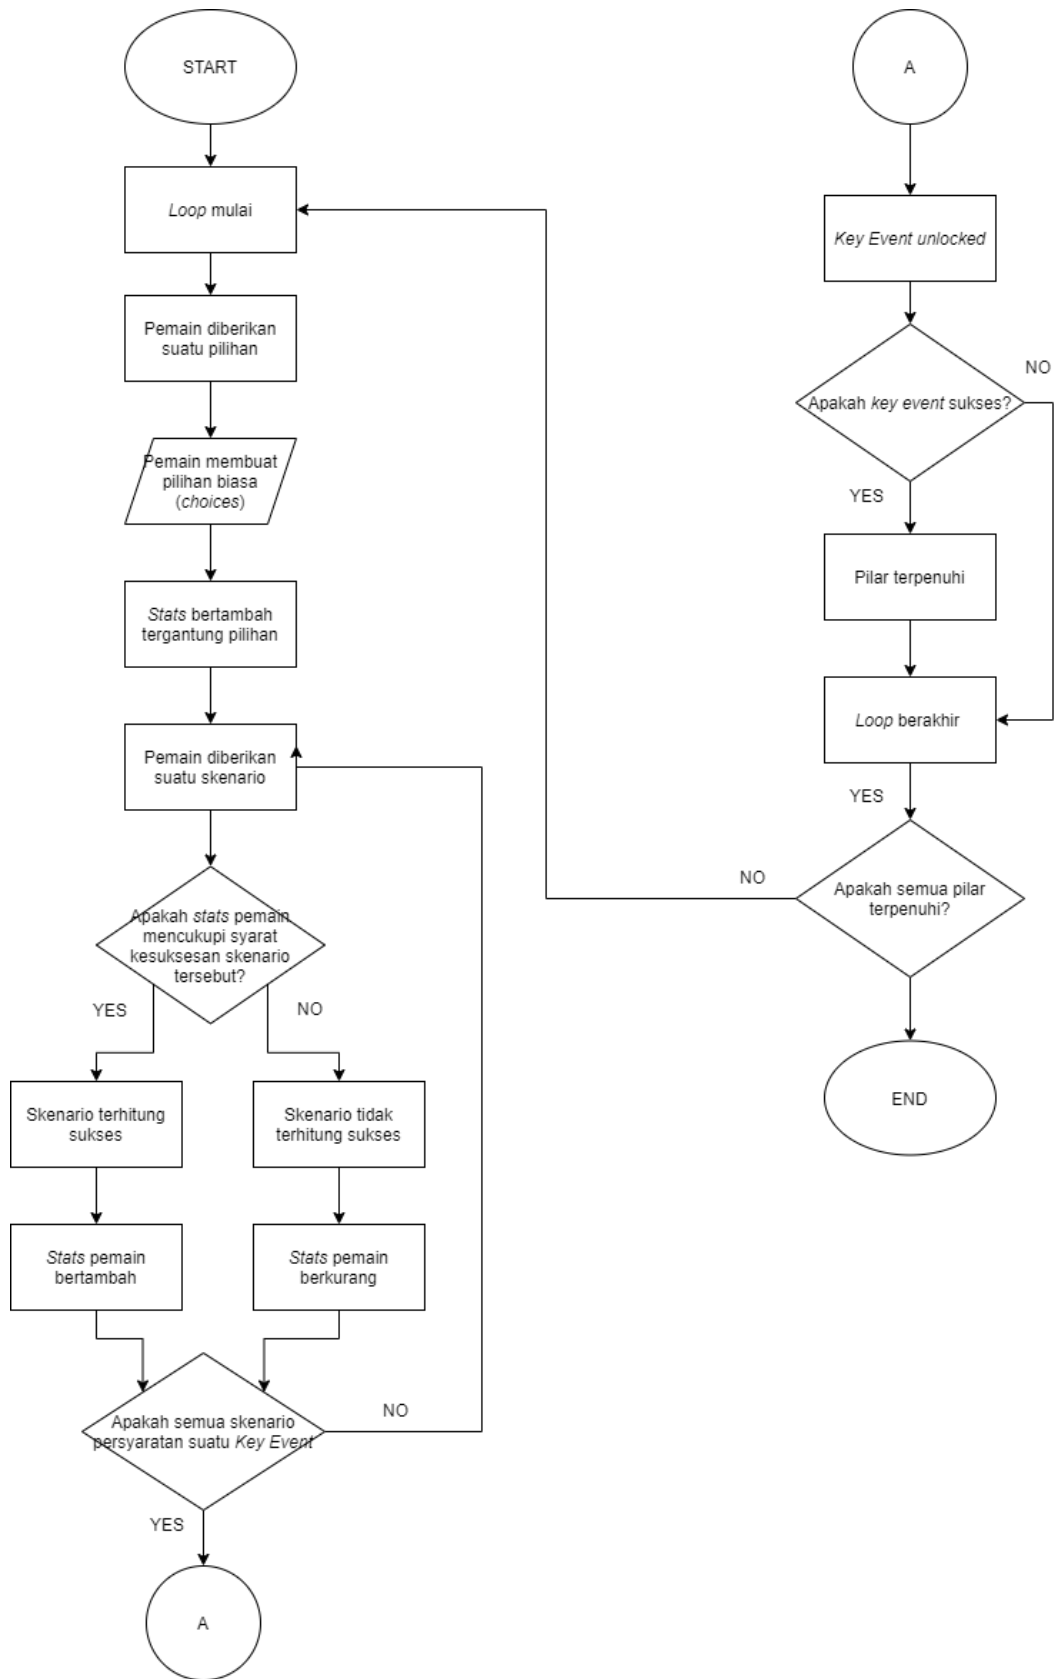 START
Loop mulai
Pemain diberikan
suatu pilihan
Pemain membuat
pilihan biasa
(choices)
Stats bertambah
tergantung pilihan
Pemain diberikan
suatu skenario
Apakah stats pemain
mencukupi syarat
kesuksesan skenario
tersebut?
YES
NO
Skenario terhitung
sukses
Skenario tidak
terhitung sukses
Stats pemain
bertambah
Stats pemain
berkurang
Apakah semua skenario
persyaratan suatu Key Event
NO
YES
A
A
Key Event unlocked
Apakah key event sukses?
NO
YES
Pilar terpenuhi
Loop berakhir
YES
Apakah semua pilar
terpenuhi?
NO
END